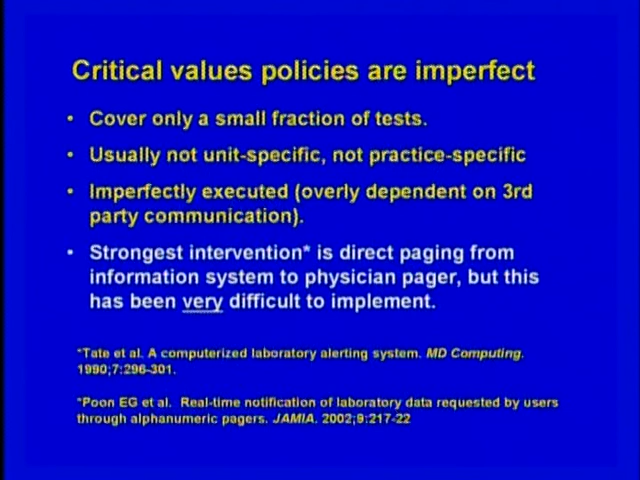 Critical values policies are imperfect
• Cover only a small fraction of tests.
• Usually not unit-specific, not practice-specific
• Imperfectly executed (overly dependent on 3rd
party communication).
• Strongest intervention* is direct paging from
information system to physician pager, but this
has been very difficult to implement.
*Tate et al. A computerized laboratory alerting system. MD Computing.
1990;7:296-301.
*Poon EG et al. Real-time notification of laboratory data requested by users
through alphanumeric pagers. JAMIA. 2002;9:217-22